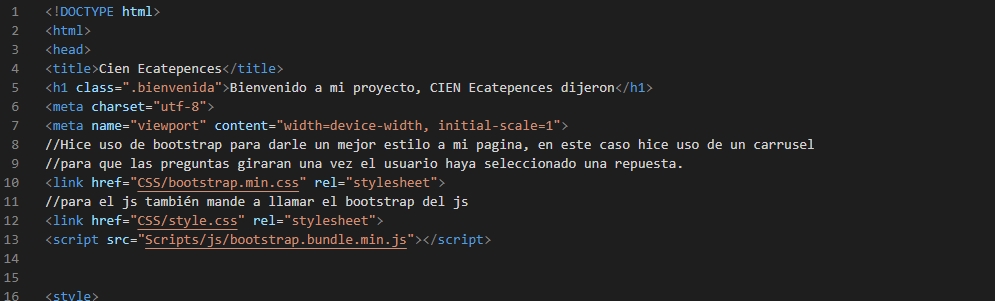 1 <!DOCTYPE html>
2 <html>
3 <head>
4 <title>Cien Ecatepences</title>
5 <h1 class=".bienvenida">Bienvenido a mi proyecto, CIEN Ecatepences dijeron</h1>
6 <meta charset="utf-8">
7 <meta name="viewport" content="width=device-width, initial-scale=1">
8 //Hice uso de bootstrap para darle un mejor estilo a mi pagina, en este caso hice uso de un carrusel
9 //para que las preguntas giraran una vez el usuario haya seleccionado una repuesta.
10 <link href="CSS/bootstrap.min.css" rel="stylesheet">
11 //para el js también mande a llamar el bootstrap del js
12 <link href="CSS/style.css" rel="stylesheet">
13 <script src="Scripts/js/bootstrap.bundle.min.js"></script>
14
15
16 <style>